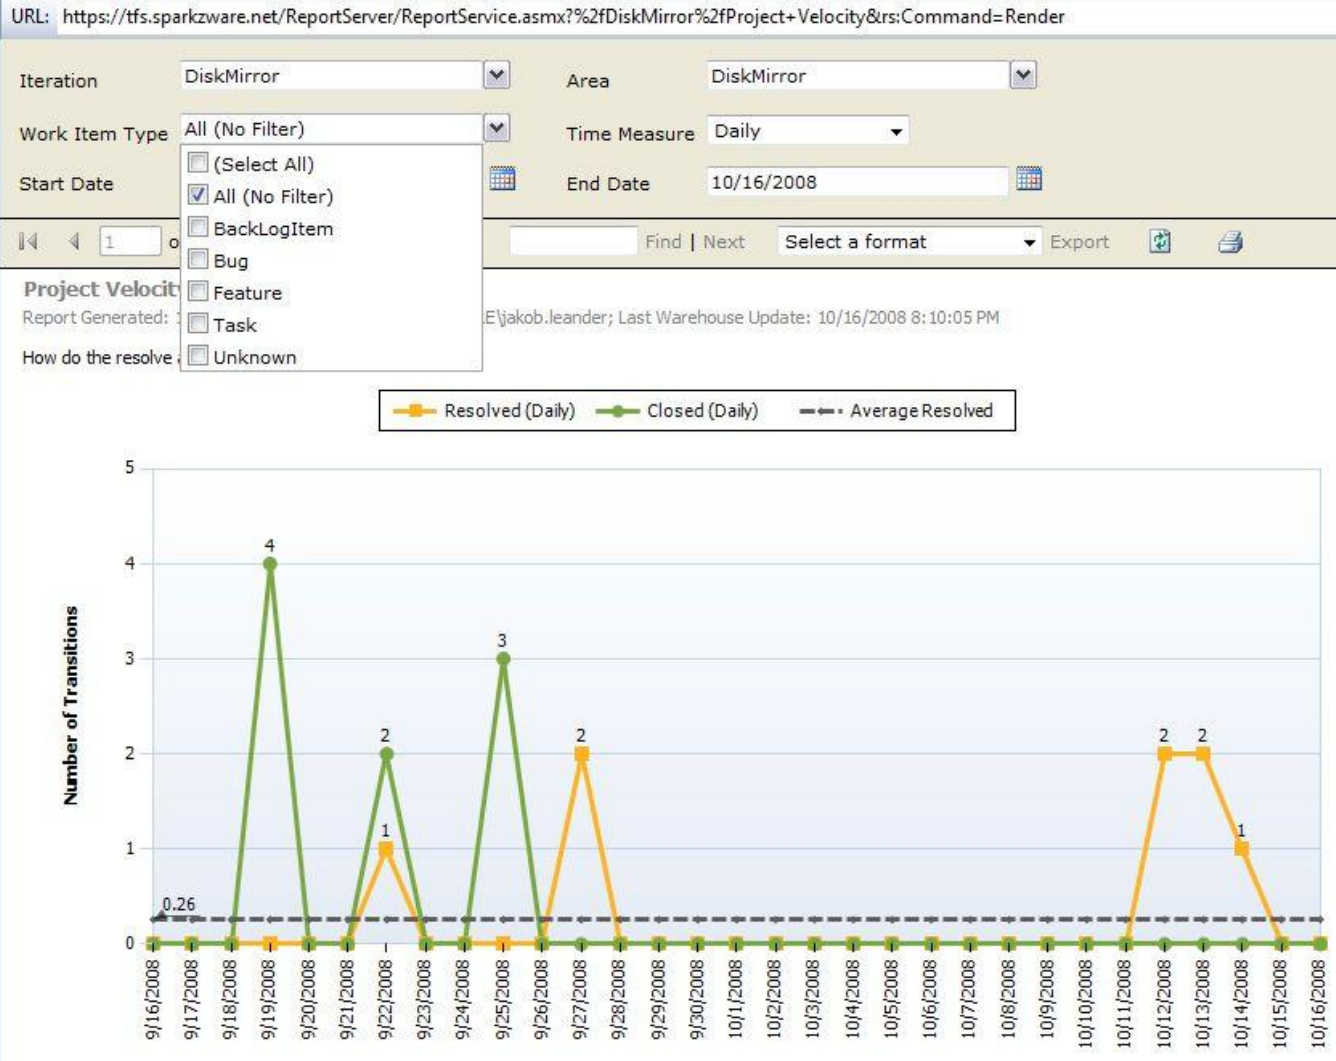 URL: https://tfs.sparkzware.net/ReportServer/ReportService.asmx?%2fDiskMirror%2fProject+Velocity&rs:Command=Render
Iteration DiskMirror Area DiskMirror
Work Item Type All (No Filter) Time Measure Daily
(Select All)
Start Date End Date 10/16/2008
All (No Filter)
BackLogItem
1 Find | Next Select a format Export
Bug
Project Velocit
Feature
Report Generated: E\jakob.leander; Last Warehouse Update: 10/16/2008 8:10:05 PM
Task
How do the resolve
Unknown
Resolved (Daily) Closed (Daily) Average Resolved
Number of Transitions
5
4
3
2
1
0
4
2
1
3
2
2
2
1
0.26
9/16/2008
9/17/2008
9/18/2008
9/19/2008
9/20/2008
9/21/2008
9/22/2008
9/23/2008
9/24/2008
9/25/2008
9/26/2008
9/27/2008
9/28/2008
9/29/2008
9/30/2008
10/1/2008
10/2/2008
10/3/2008
10/4/2008
10/5/2008
10/6/2008
10/7/2008
10/8/2008
10/9/2008
10/10/2008
10/11/2008
10/12/2008
10/13/2008
10/14/2008
10/15/2008
10/16/2008